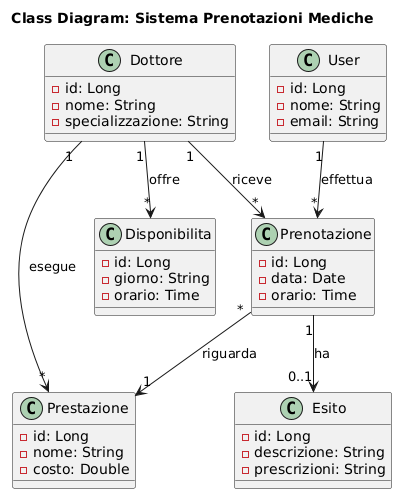 Class Diagram: Sistema Prenotazioni Mediche
C Dottore
id: Long
nome: String
specializzazione: String
C User
id: Long
nome: String
email: String
1
1
1
1
offre
riceve
effettua
*
*
*
esegue
C Disponibilita
id: Long
giorno: String
orario: Time
C Prenotazione
id: Long
data: Date
orario: Time
*
1
riguarda
ha
*
1
0..1
C Prestazione
id: Long
nome: String
costo: Double
C Esito
id: Long
descrizione: String
prescrizioni: String